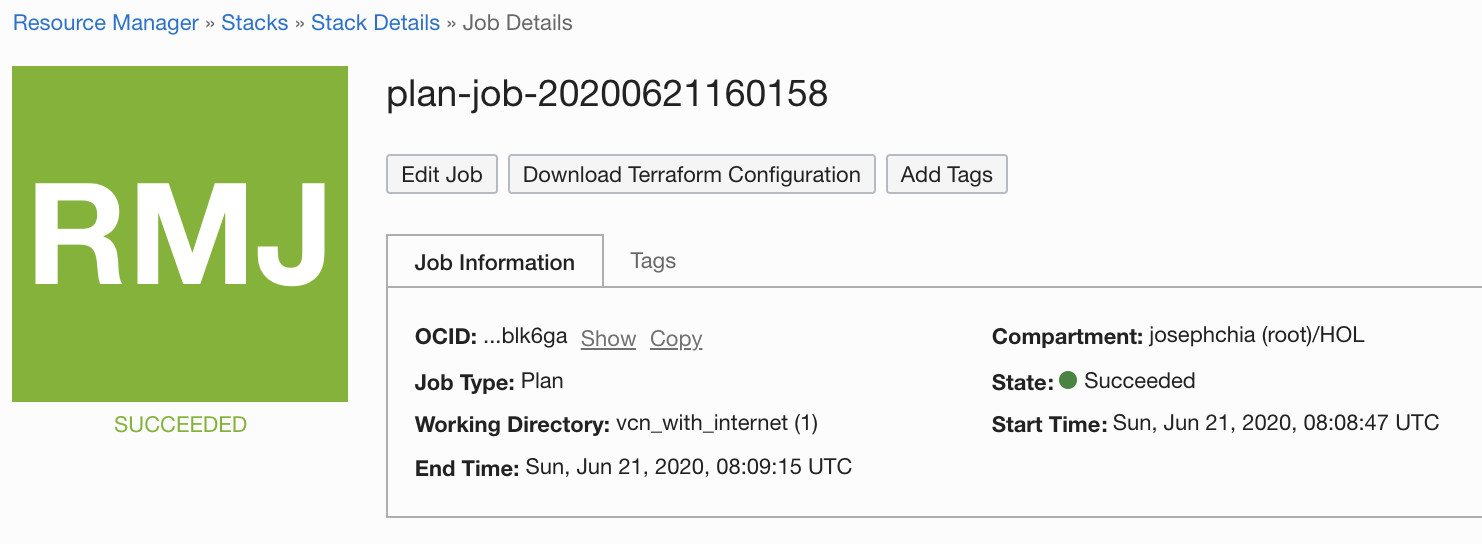 Resource Manager » Stacks » Stack Details » Job Details
RMJ
SUCCEEDED
plan-job-20200621160158
Edit Job Download Terraform Configuration Add Tags
Job Information Tags
OCID: ...blk6ga Show Copy
Compartment: josephchia (root)/HOL
Job Type: Plan
State: Succeeded
Working Directory: vcn_with_internet (1)
Start Time: Sun, Jun 21, 2020, 08:08:47 UTC
End Time: Sun, Jun 21, 2020, 08:09:15 UTC